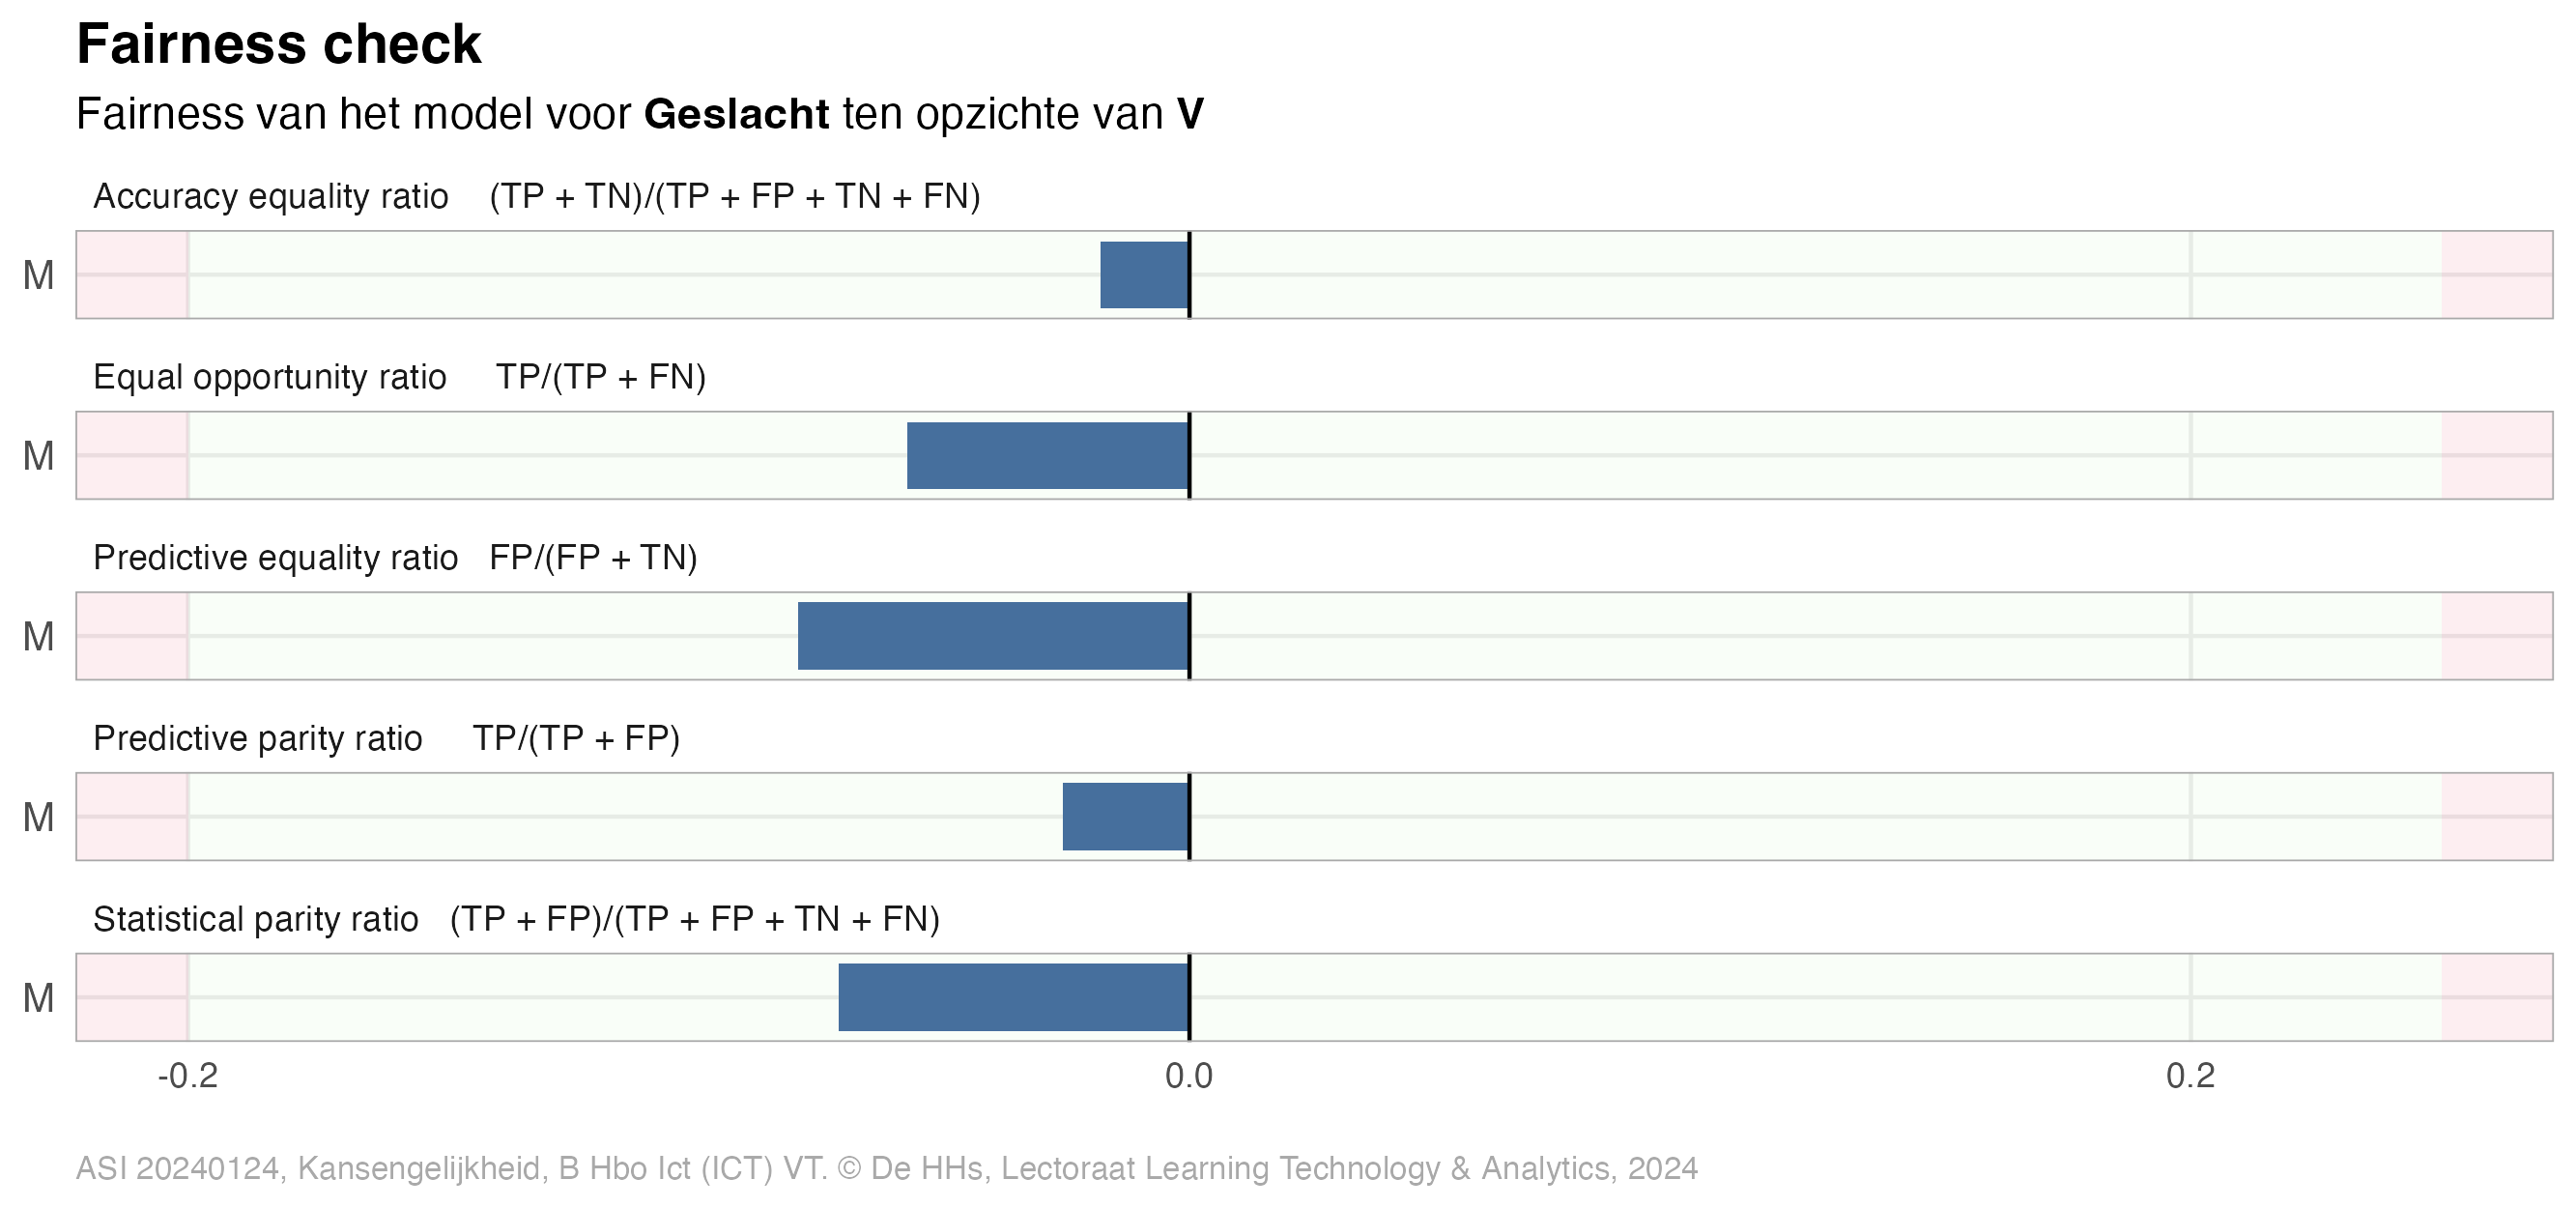 Fairness check
Fairness van het model voor Geslacht ten opzichte van V
Accuracy equality ratio (TP + TN)/(TP + FP + TN + FN)
M
Equal opportunity ratio TP/(TP + FN)
M
Predictive equality ratio FP/(FP + TN)
M
Predictive parity ratio TP/(TP + FP)
M
Statistical parity ratio (TP + FP)/(TP + FP + TN + FN)
M
-0.2 0.0 0.2
ASI 20240124, Kansengelijkheid, B Hbo Ict (ICT) VT. © De HHs, Lectoraat Learning Technology & Analytics, 2024